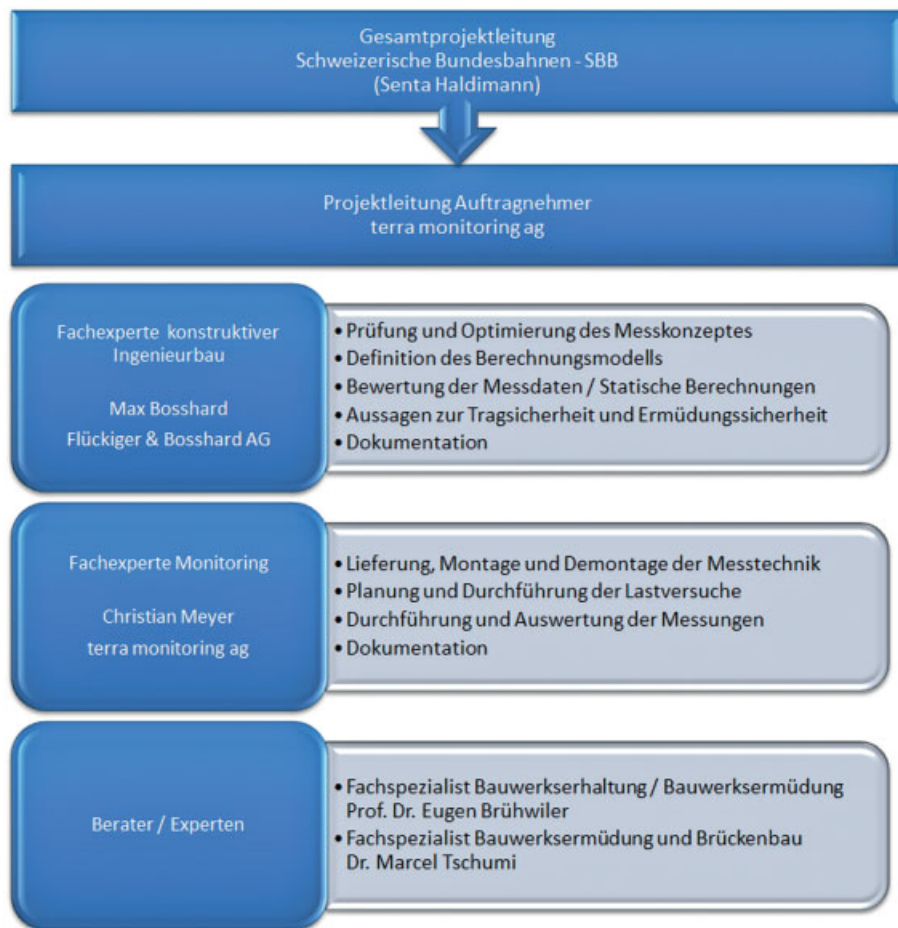 Gesamtprojektleitung
Schweizerische Bundesbahnen - SBB
(Senta Haldimann)
Projektleitung Auftragnehmer
terra monitoring ag
Fachexperte konstruktiver
Ingenieurbau
Max Bosshard
Flückiger & Bosshard AG
• Prüfung und Optimierung des Messkonzeptes
• Definition des Berechnungsmodells
• Bewertung der Messdaten / Statische Berechnungen
• Aussagen zur Tragsicherheit und Ermüdungssicherheit
• Dokumentation
Fachexperte Monitoring
Christian Meyer
terra monitoring ag
• Lieferung, Montage und Demontage der Messtechnik
• Planung und Durchführung der Lastversuche
• Durchführung und Auswertung der Messungen
• Dokumentation
Berater / Experten
• Fachspezialist Bauwerkserhaltung / Bauwerksermüdung
Prof. Dr. Eugen Brühwiler
• Fachspezialist Bauwerksermüdung und Brückenbau
Dr. Marcel Tschumi